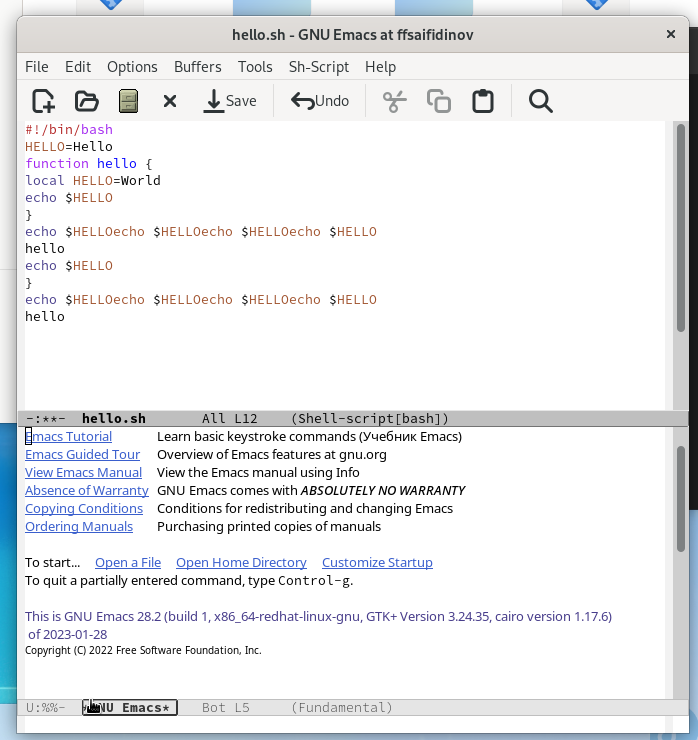 hello.sh - GNU Emacs at ffsaifidinov
File Edit Options Buffers Tools Sh-Script Help
Save Undo
#!/bin/bash
HELLO=Hello
function hello {
local HELLO=World
echo $HELLO
}
echo $HELLOecho $HELLOecho $HELLOecho $HELLO
hello
echo $HELLO
}
echo $HELLOecho $HELLOecho $HELLOecho $HELLO
hello
-:**- hello.sh All L12 (Shell-script[bash])
Emacs Tutorial Learn basic keystroke commands (Учебник Emacs)
Emacs Guided Tour Overview of Emacs features at gnu.org
View Emacs Manual View the Emacs manual using Info
Absence of Warranty GNU Emacs comes with ABSOLUTELY NO WARRANTY
Copying Conditions Conditions for redistributing and changing Emacs
Ordering Manuals Purchasing printed copies of manuals
To start... Open a File Open Home Directory Customize Startup
To quit a partially entered command, type Control-g.
This is GNU Emacs 28.2 (build 1, x86_64-redhat-linux-gnu, GTK+ Version 3.24.35, cairo version 1.17.6)
of 2023-01-28
Copyright (C) 2022 Free Software Foundation, Inc.
U:%%- *GNU Emacs* Bot L5 (Fundamental)